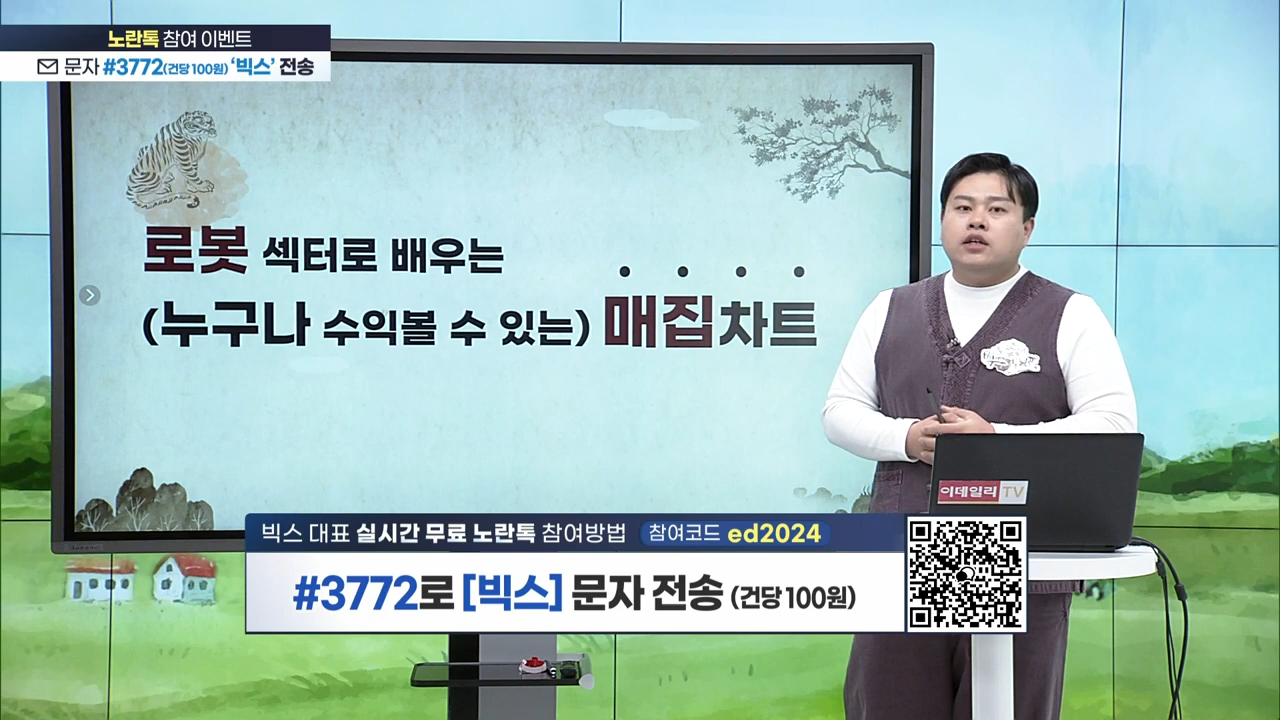 노란톡 참여 이벤트
문자 #3772(건당 100원) '빅스' 전송
로봇 섹터로 배우는
(누구나 수익볼 수 있는) 매집차트
이데일리 TV
빅스 대표 실시간 무료 노란톡 참여방법 참여코드 ed2024
#3772로 [빅스] 문자 전송 (건당 100원)